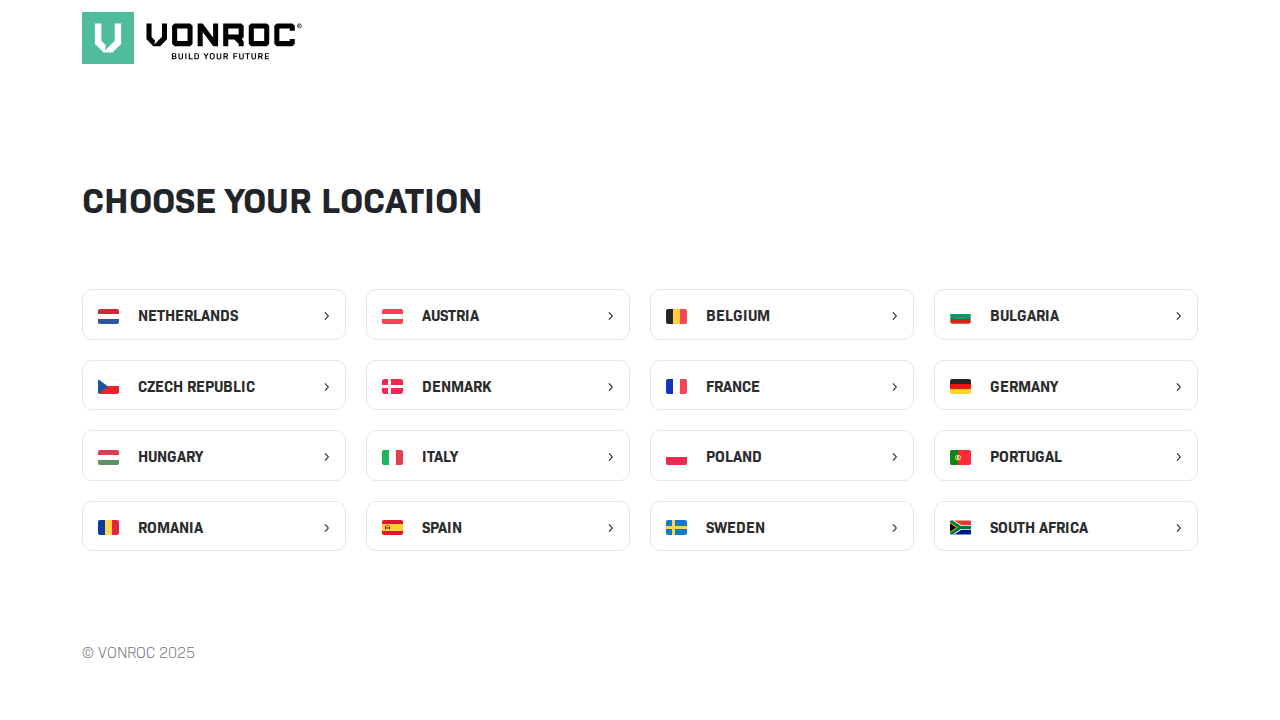 VONROC®
BUILD YOUR FUTURE
CHOOSE YOUR LOCATION
NETHERLANDS
AUSTRIA
BELGIUM
BULGARIA
CZECH REPUBLIC
DENMARK
FRANCE
GERMANY
HUNGARY
ITALY
POLAND
PORTUGAL
ROMANIA
SPAIN
SWEDEN
SOUTH AFRICA
© VONROC 2025